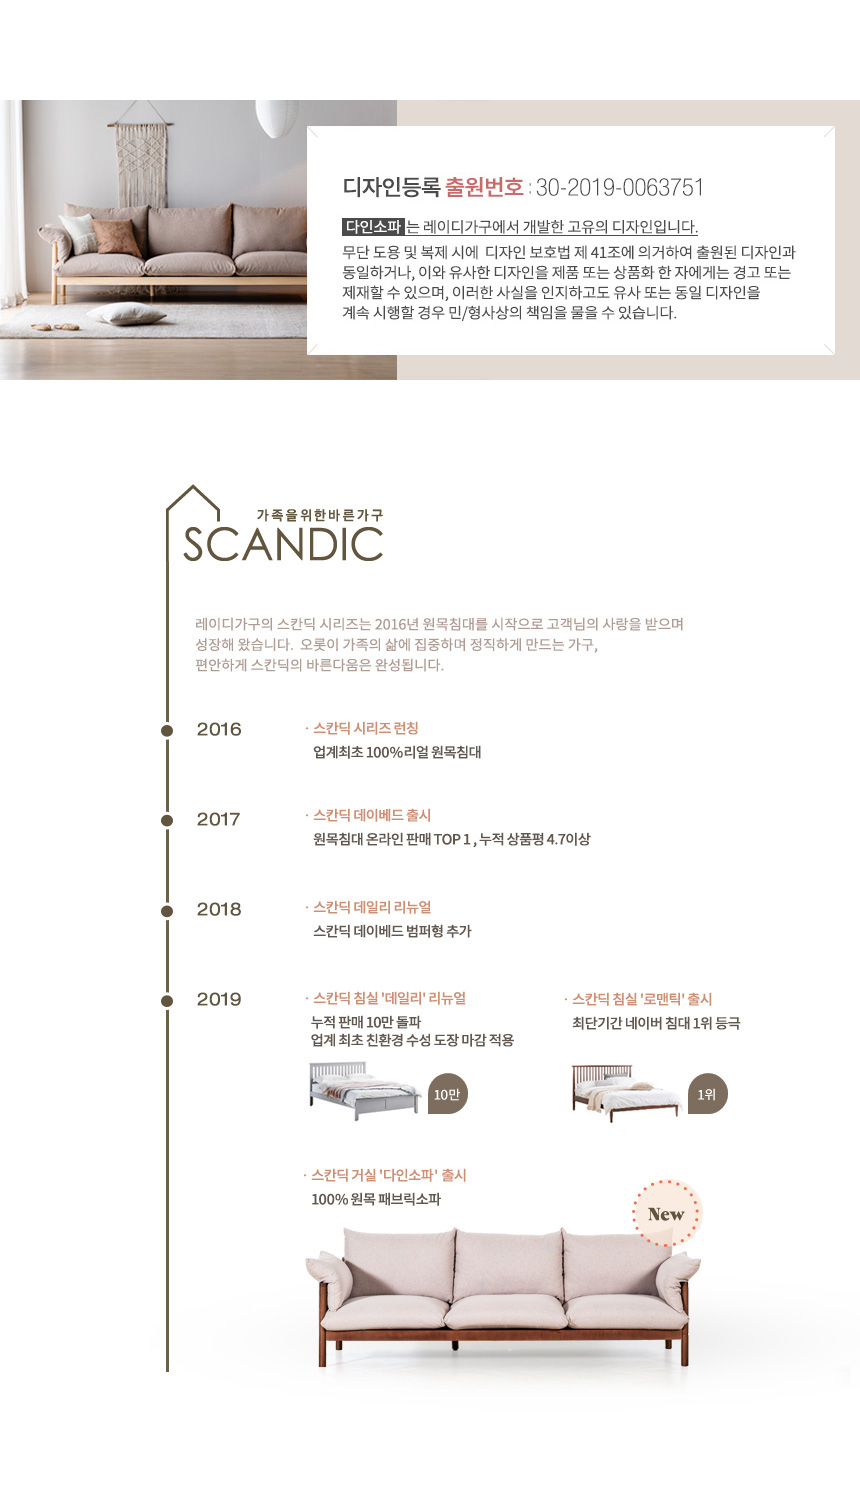 디자인등록 출원번호 : 30-2019-0063751
다인소파 는 레이디가구에서 개발한 고유의 디자인입니다.
무단 도용 및 복제 시에 디자인 보호법 제 41조에 의거하여 출원된 디자인과
동일하거나, 이와 유사한 디자인을 제품 또는 상품화 한 자에게는 경고 또는
제재할 수 있으며, 이러한 사실을 인지하고도 유사 또는 동일 디자인을
계속 시행할 경우 민/형사상의 책임을 물을 수 있습니다.
가족을위한바른가구
SCANDIC
레이디가구의 스칸딕 시리즈는 2016년 원목침대를 시작으로 고객님의 사랑을 받으며
성장해 왔습니다. 오롯이 가족의 삶에 집중하며 정직하게 만드는 가구,
편안하게 스칸딕의 바른다움은 완성됩니다.
2016
· 스칸딕 시리즈 런칭
업계최초 100%리얼 원목침대
2017
· 스칸딕 데이베드 출시
원목침대 온라인 판매 TOP 1 , 누적 상품평 4.7이상
2018
· 스칸딕 데일리 리뉴얼
스칸딕 데이베드 범퍼형 추가
2019
· 스칸딕 침실 '데일리' 리뉴얼
누적 판매 10만 돌파
업계 최초 친환경 수성 도장 마감 적용
10만
· 스칸딕 침실 '로맨틱' 출시
최단기간 네이버 침대 1위 등극
1위
· 스칸딕 거실 '다인소파' 출시
100% 원목 패브릭소파
New